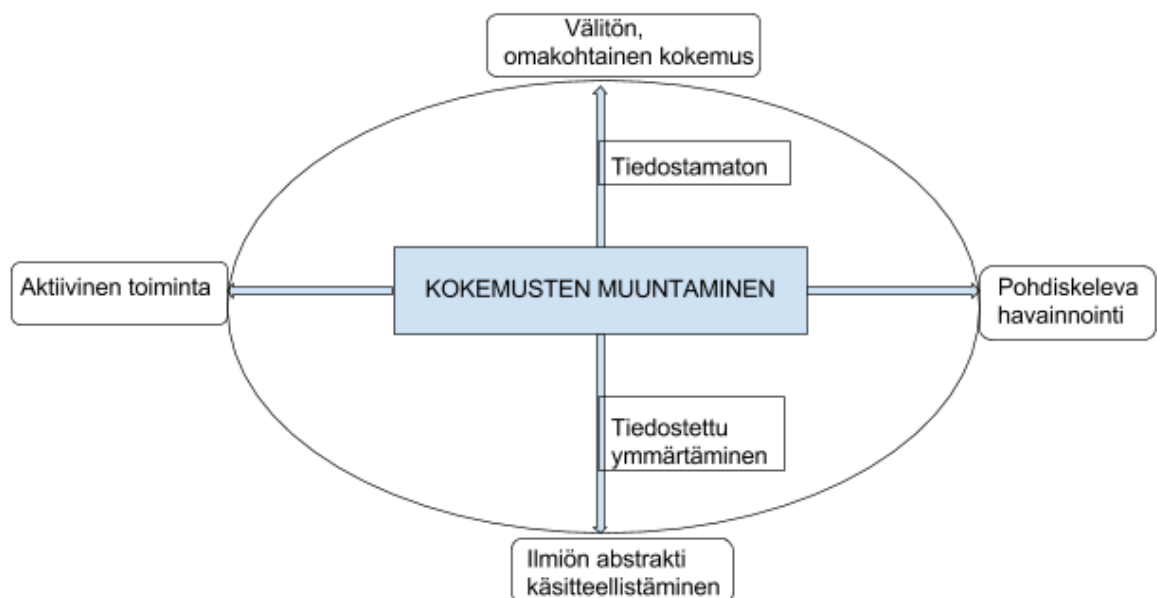 Välitön,
omakohtainen kokemus
Tiedostamaton
Aktiivinen toiminta
KOKEMUSTEN MUUNTAMINEN
Pohdiskeleva
havainnointi
Tiedostettu
ymmärtäminen
Ilmiön abstrakti
käsitteellistäminen